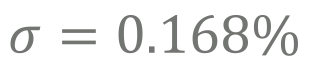 σ = 0.168%